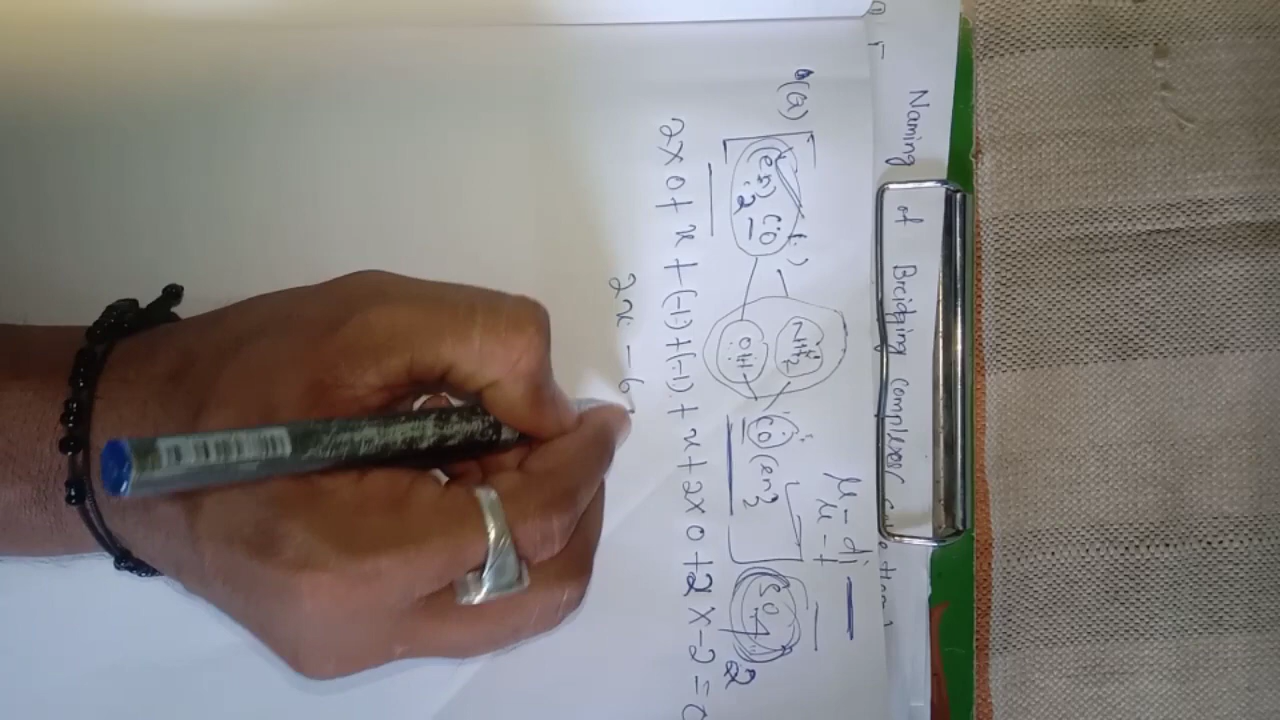 Naming of Bridging complexes/
μ - di
μ - t
(a) [(en)2 CO NH2 OH CO (en)2] (SO4)2
2x0+x+(-1)+(-1)+x+2x0+2x-2=0
2x-6